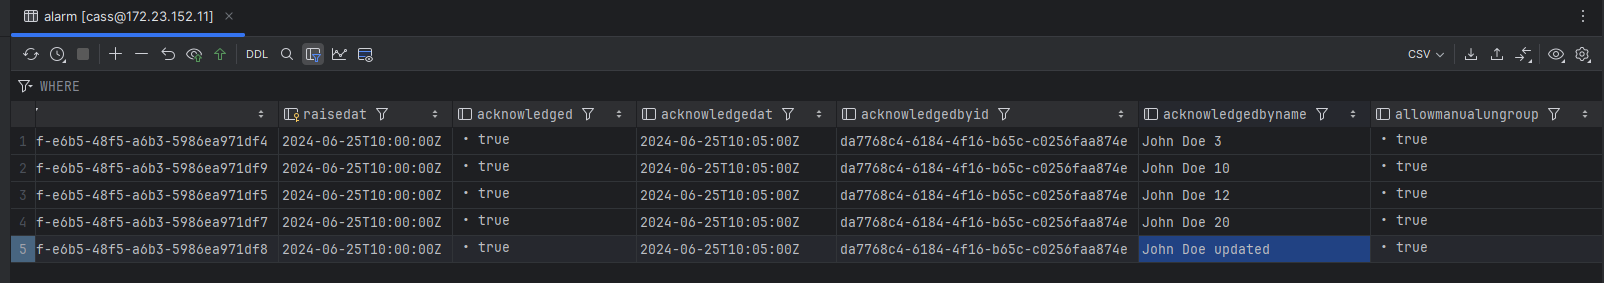 alarm [cass@172.23.152.11]
DDL CSV
WHERE
raisedat acknowledged acknowledgedat acknowledgedbyid acknowledgedbyname allowmanualungroup
1 f-e6b5-48f5-a6b3-5986ea971df4 2024-06-25T10:00:00Z true 2024-06-25T10:05:00Z da7768c4-6184-4f16-b65c-c0256faa874e John Doe 3 true
2 f-e6b5-48f5-a6b3-5986ea971df9 2024-06-25T10:00:00Z true 2024-06-25T10:05:00Z da7768c4-6184-4f16-b65c-c0256faa874e John Doe 10 true
3 f-e6b5-48f5-a6b3-5986ea971df5 2024-06-25T10:00:00Z true 2024-06-25T10:05:00Z da7768c4-6184-4f16-b65c-c0256faa874e John Doe 12 true
4 f-e6b5-48f5-a6b3-5986ea971df7 2024-06-25T10:00:00Z true 2024-06-25T10:05:00Z da7768c4-6184-4f16-b65c-c0256faa874e John Doe 20 true
5 f-e6b5-48f5-a6b3-5986ea971df8 2024-06-25T10:00:00Z true 2024-06-25T10:05:00Z da7768c4-6184-4f16-b65c-c0256faa874e John Doe updated true